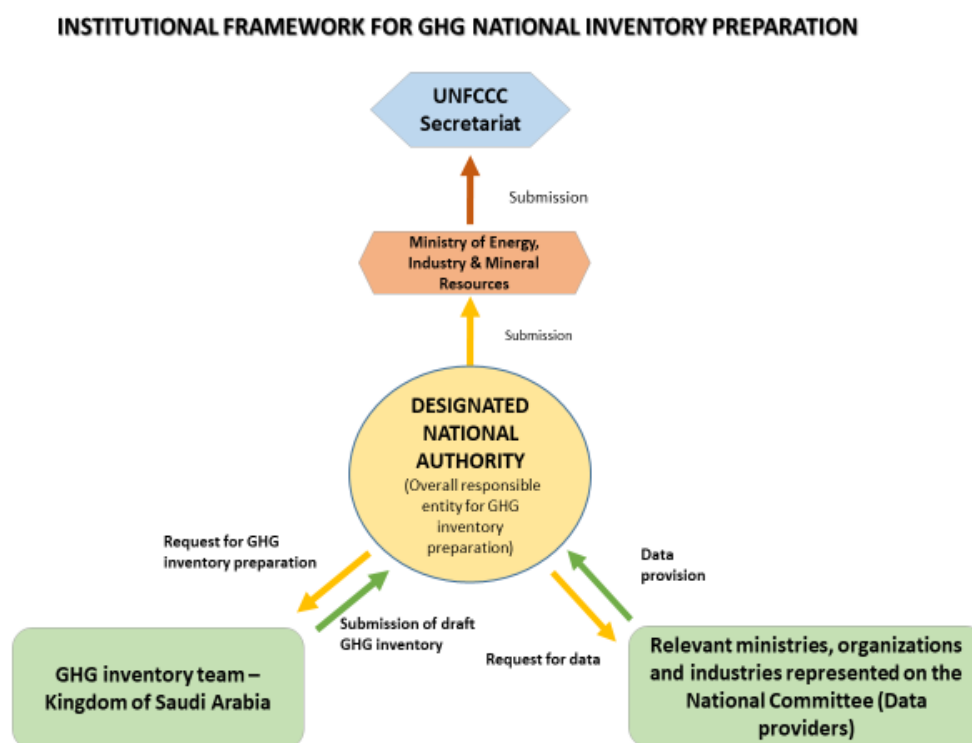 INSTITUTIONAL FRAMEWORK FOR GHG NATIONAL INVENTORY PREPARATION
UNFCCC
Secretariat
Submission
Ministry of Energy,
Industry & Mineral
Resources
Submission
DESIGNATED
NATIONAL
AUTHORITY
(Overall responsible
entity for GHG
inventory
preparation)
Request for GHG
inventory preparation
Data
provision
Submission of draft
GHG inventory
Request for data
GHG inventory team –
Kingdom of Saudi Arabia
Relevant ministries, organizations
and industries represented on the
National Committee (Data
providers)